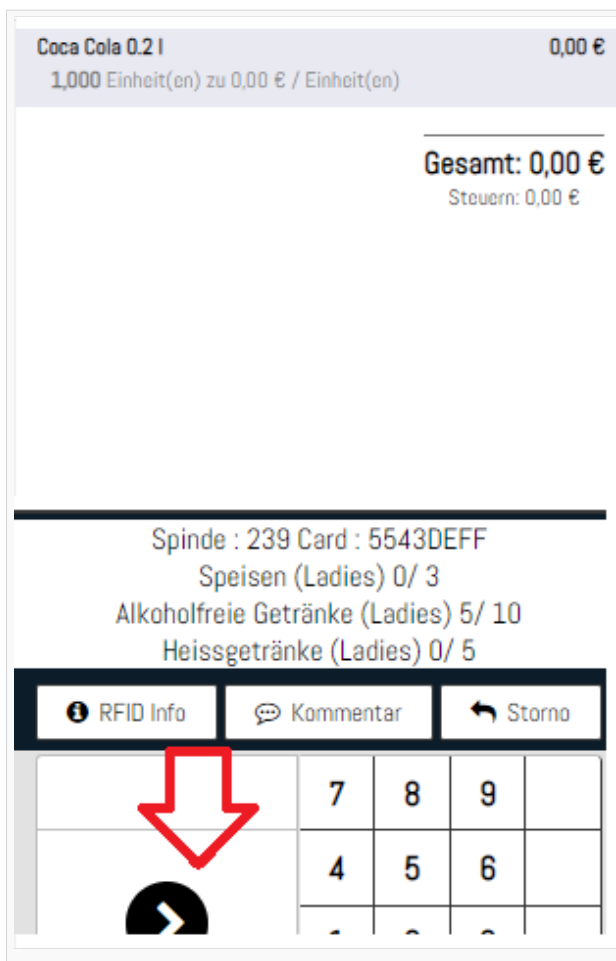 Coca Cola 0.2 l 0,00 €
1,000 Einheit(en) zu 0,00 € / Einheit(en)
Gesamt: 0,00 €
Steuern: 0,00 €
Spinde : 239 Card : 5543DEFF
Speisen (Ladies) 0/ 3
Alkoholfreie Getränke (Ladies) 5/ 10
Heissgetränke (Ladies) 0/ 5
RFID Info Kommentar Storno
7 8 9
4 5 6